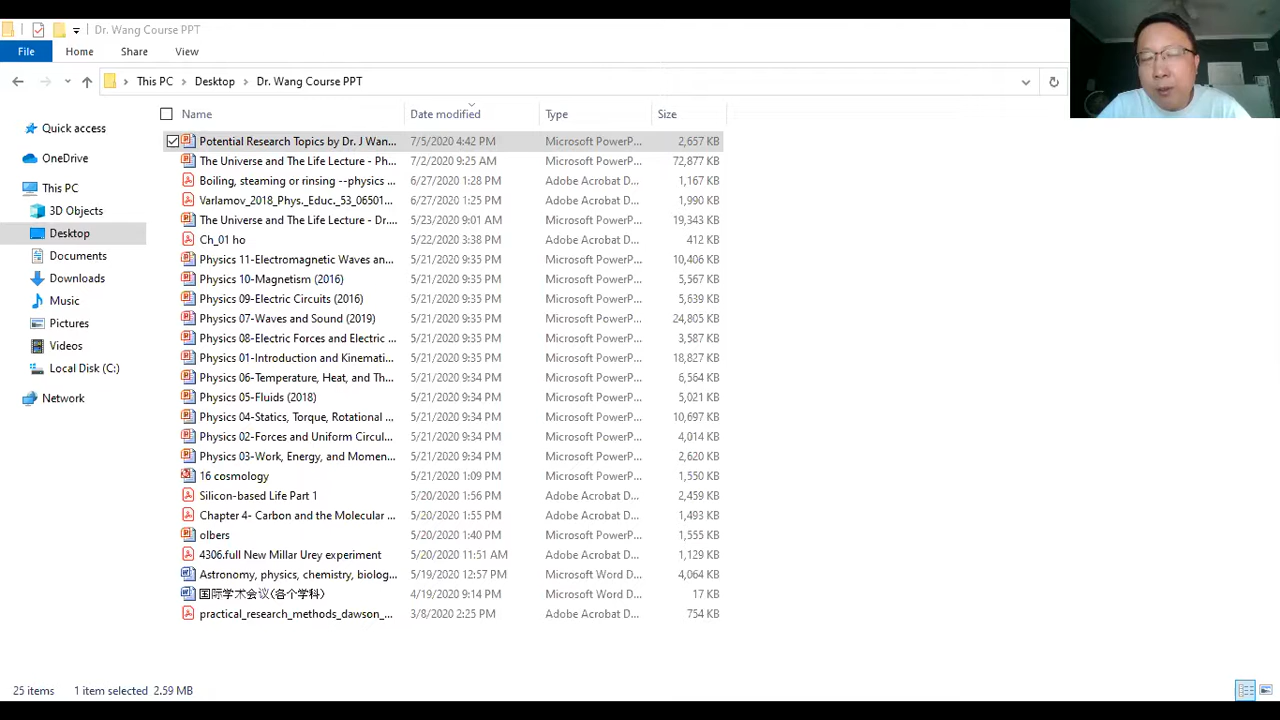 Dr. Wang Course PPT
File Home Share View
This PC Desktop Dr. Wang Course PPT
Name Date modified Type Size
Quick access
OneDrive
This PC
3D Objects
Desktop
Documents
Downloads
Music
Pictures
Videos
Local Disk (C:)
Network
Potential Research Topics by Dr. J Wan... 7/5/2020 4:42 PM Microsoft PowerP... 2,657 KB
The Universe and The Life Lecture - Ph... 7/2/2020 9:25 AM Microsoft PowerP... 72,877 KB
Boiling, steaming or rinsing --physics ... 6/27/2020 1:28 PM Adobe Acrobat D... 1,167 KB
Varlamov_2018_Phys._Educ._53_06501... 6/27/2020 1:25 PM Adobe Acrobat D... 1,990 KB
The Universe and The Life Lecture - Dr.... 5/23/2020 9:01 AM Microsoft PowerP... 19,343 KB
Ch_01 ho 5/22/2020 3:38 PM Adobe Acrobat D... 412 KB
Physics 11-Electromagnetic Waves an... 5/21/2020 9:35 PM Microsoft PowerP... 10,406 KB
Physics 10-Magnetism (2016) 5/21/2020 9:35 PM Microsoft PowerP... 5,567 KB
Physics 09-Electric Circuits (2016) 5/21/2020 9:35 PM Microsoft PowerP... 5,639 KB
Physics 07-Waves and Sound (2019) 5/21/2020 9:35 PM Microsoft PowerP... 24,805 KB
Physics 08-Electric Forces and Electric ... 5/21/2020 9:35 PM Microsoft PowerP... 3,587 KB
Physics 01-Introduction and Kinemati... 5/21/2020 9:35 PM Microsoft PowerP... 18,827 KB
Physics 06-Temperature, Heat, and Th... 5/21/2020 9:34 PM Microsoft PowerP... 6,564 KB
Physics 05-Fluids (2018) 5/21/2020 9:34 PM Microsoft PowerP... 5,021 KB
Physics 04-Statics, Torque, Rotational ... 5/21/2020 9:34 PM Microsoft PowerP... 10,697 KB
Physics 02-Forces and Uniform Circul... 5/21/2020 9:34 PM Microsoft PowerP... 4,014 KB
Physics 03-Work, Energy, and Momen... 5/21/2020 9:34 PM Microsoft PowerP... 2,620 KB
16 cosmology 5/21/2020 1:09 PM Microsoft PowerP... 1,550 KB
Silicon-based Life Part 1 5/20/2020 1:56 PM Adobe Acrobat D... 2,459 KB
Chapter 4- Carbon and the Molecular ... 5/20/2020 1:55 PM Adobe Acrobat D... 1,493 KB
olbers 5/20/2020 1:40 PM Microsoft PowerP... 1,555 KB
4306.full New Millar Urey experiment 5/20/2020 11:51 AM Adobe Acrobat D... 1,129 KB
Astronomy, physics, chemistry, biolog... 5/19/2020 12:57 PM Microsoft Word D... 4,064 KB
国际学术会议(各个学科) 4/19/2020 9:14 PM Microsoft Word D... 17 KB
practical_research_methods_dawson_... 3/8/2020 2:25 PM Adobe Acrobat D... 754 KB
25 items 1 item selected 2.59 MB